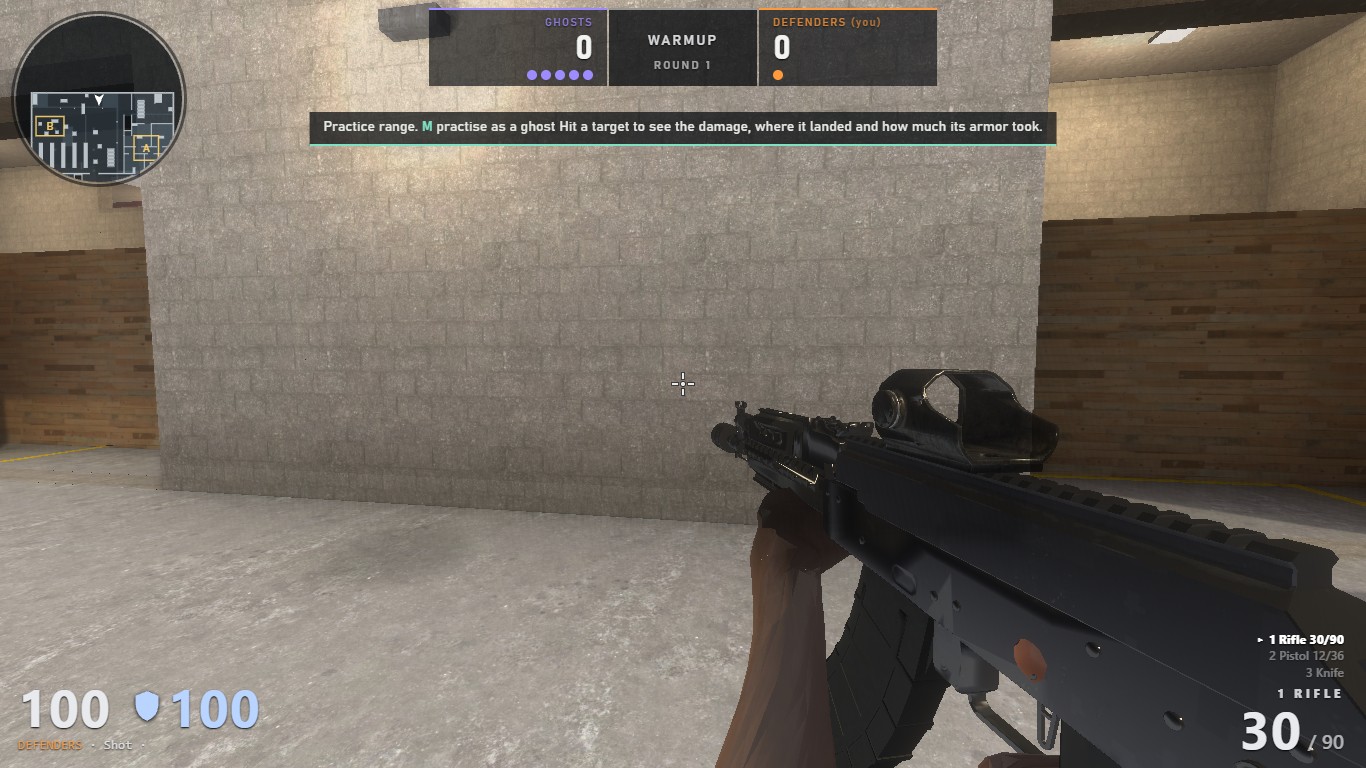 GHOSTS
0
WARMUP
ROUND 1
DEFENDERS (you)
0
Practice range. M practise as a ghost Hit a target to see the damage, where it landed and how much its armor took.
B
A
1 Rifle 30/90
2 Pistol 12/36
3 Knife
1 RIFLE
30 / 90
100 100
DEFENDERS · Shot ·